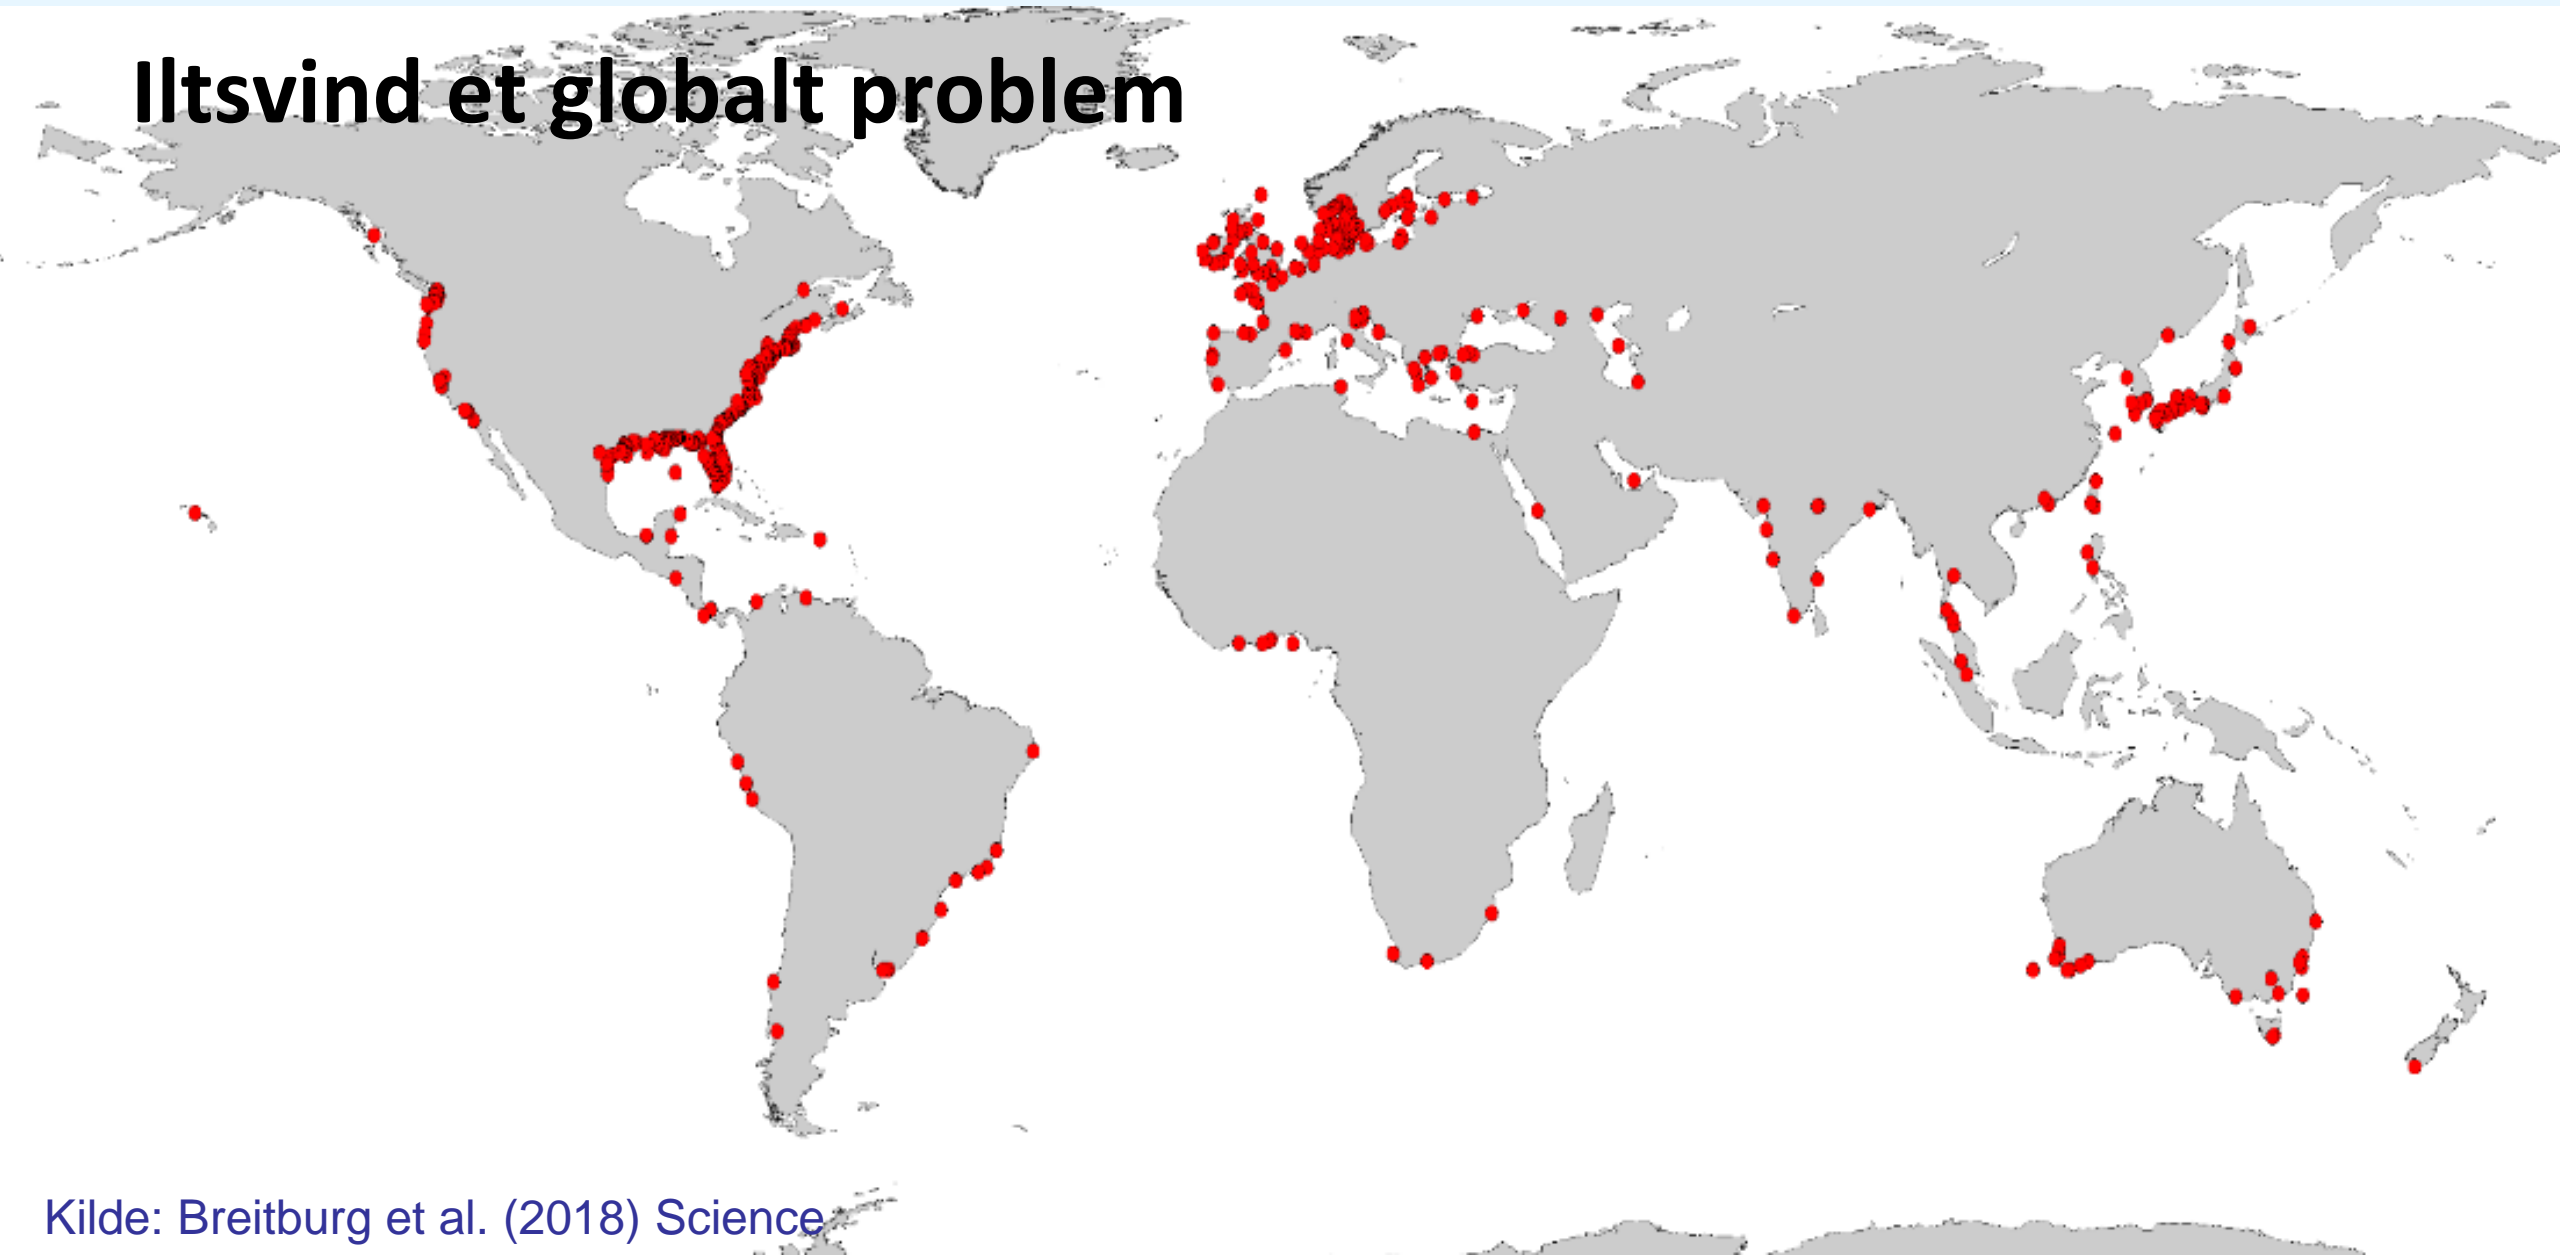 Iltsvind et globalt problem
Kilde: Breitburg et al. (2018) Science